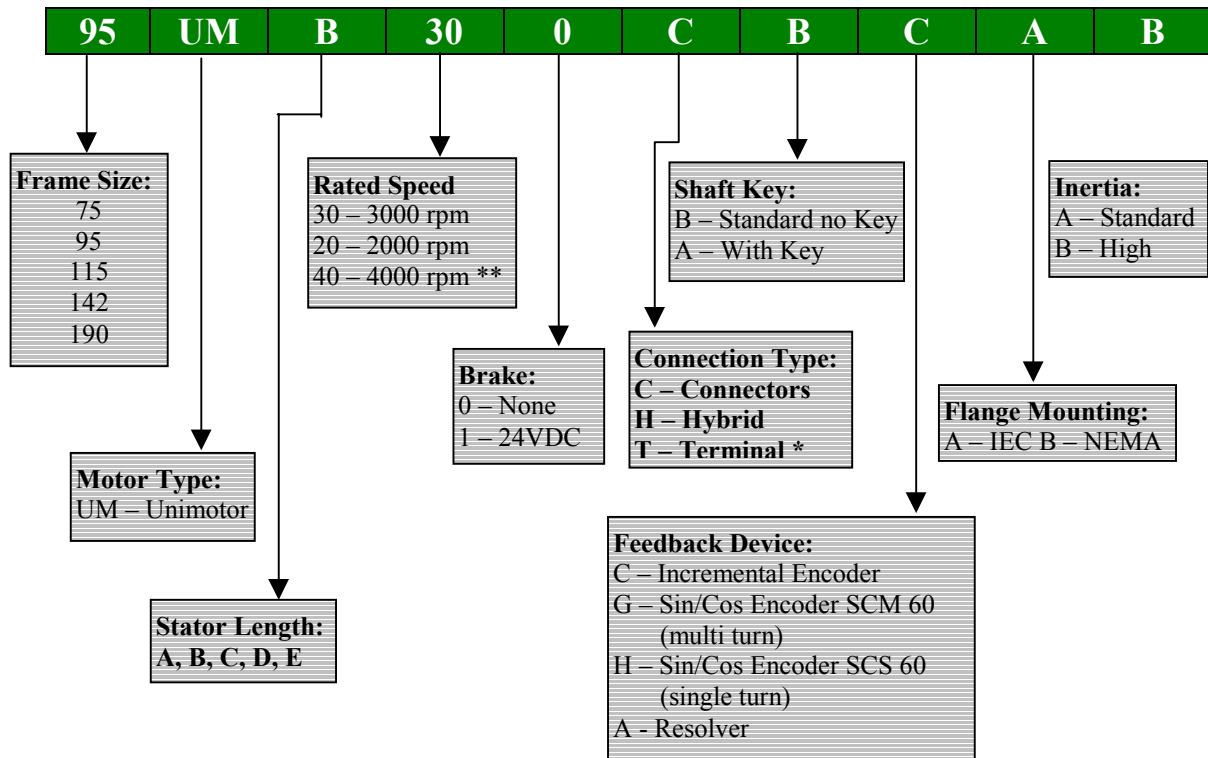 95 UM B 30 0 C B C A B
Frame Size:
75
95
115
142
190
Rated Speed
30 – 3000 rpm
20 – 2000 rpm
40 – 4000 rpm **
Shaft Key:
B – Standard no Key
A – With Key
Inertia:
A – Standard
B – High
Brake:
0 – None
1 – 24VDC
Connection Type:
C – Connectors
H – Hybrid
T – Terminal *
Flange Mounting:
A – IEC B – NEMA
Motor Type:
UM – Unimotor
Stator Length:
A, B, C, D, E
Feedback Device:
C – Incremental Encoder
G – Sin/Cos Encoder SCM 60
(multi turn)
H – Sin/Cos Encoder SCS 60
(single turn)
A - Resolver